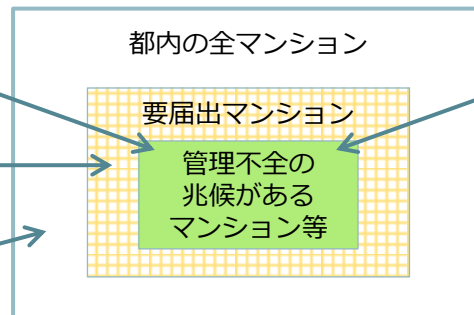 都内の全マンション
要届出マンション
管理不全の
兆候がある
マンション等